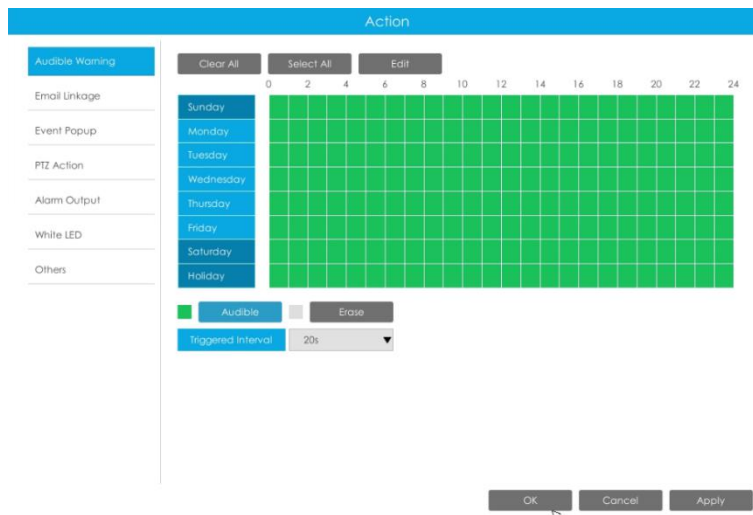 Action
Audible Warning
Email Linkage
Event Popup
PTZ Action
Alarm Output
White LED
Others
Clear All Select All Edit
0 2 4 6 8 10 12 14 16 18 20 22 24
Sunday
Monday
Tuesday
Wednesday
Thursday
Friday
Saturday
Holiday
Audible Erase
Triggered Interval 20s
OK Cancel Apply